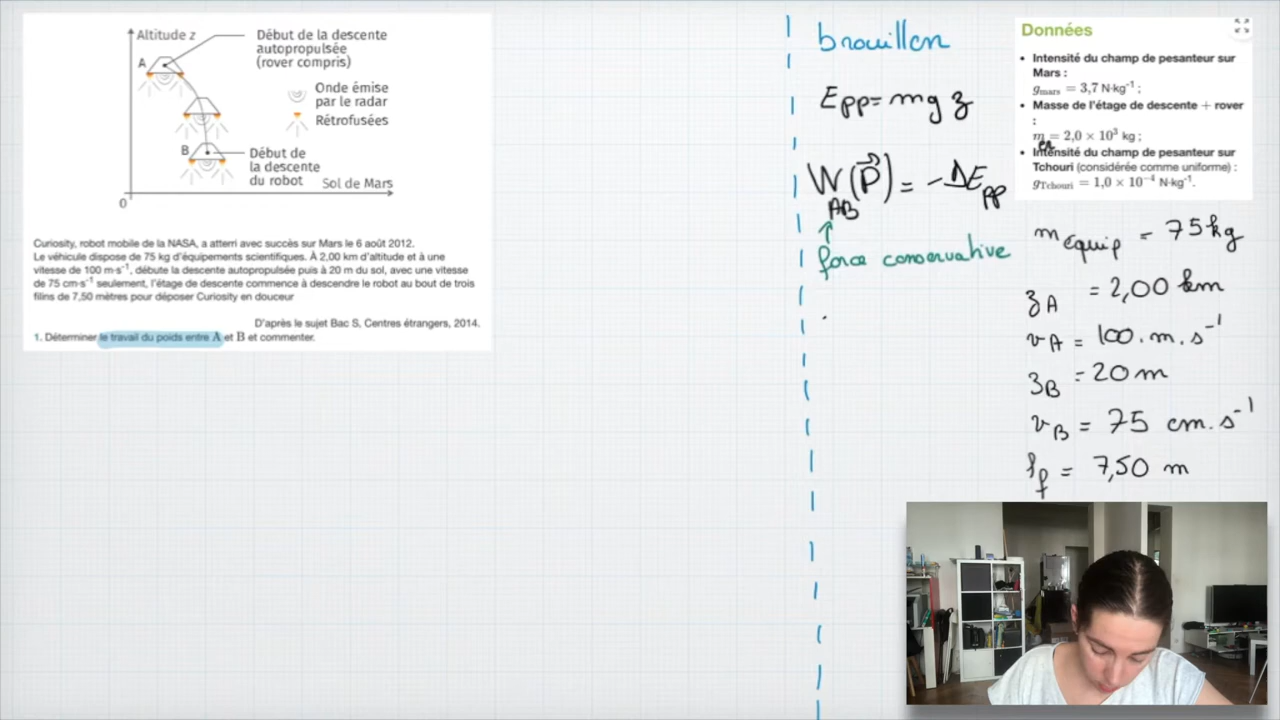 Altitude z
A
B
0
Début de la descente
autopropulsée
(rover compris)
Onde émise
par le radar
Rétrofusées
Début de
la descente
du robot
Sol de Mars
Curiosity, robot mobile de la NASA, a atterri avec succès sur Mars le 6 août 2012.
Le véhicule dispose de 75 kg d'équipements scientifiques. À 2,00 km d'altitude et à une
vitesse de 100 m·s⁻¹, débute la descente autopropulsée puis à 20 m du sol, avec une vitesse
de 75 cm·s⁻¹ seulement, l'étage de descente commence à descendre le robot au bout de trois
filins de 7,50 mètres pour déposer Curiosity en douceur
D'après le sujet Bac S, Centres étrangers, 2014.
1. Déterminer le travail du poids entre A et B et commenter.
brouillon
Epp = mgz
W(P⃗) = -ΔEpp
AB
↑
force conservative
Données
• Intensité du champ de pesanteur sur
Mars :
gmars = 3,7 N·kg⁻¹ ;
• Masse de l'étage de descente + rover
:
m = 2,0 × 10³ kg ;
• Intensité du champ de pesanteur sur
Tchouri (considérée comme uniforme) :
gTchouri = 1,0 × 10⁻⁴ N·kg⁻¹.
m équip = 75 kg
zA = 2,00 km
vA = 100. m. s⁻¹
zB = 20 m
vB = 75 cm. s⁻¹
lf = 7,50 m